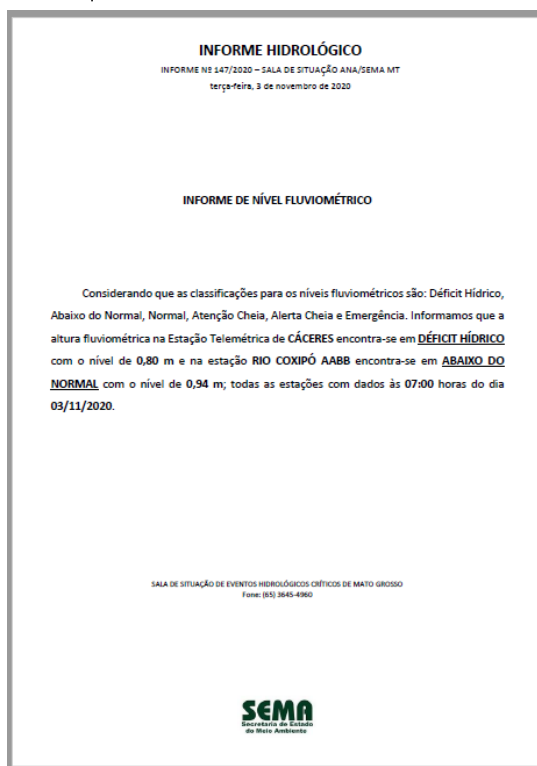 INFORME HIDROLÓGICO
INFORME Nº 147/2020 – SALA DE SITUAÇÃO ANA/SEMA MT
terça-feira, 3 de novembro de 2020
INFORME DE NÍVEL FLUVIOMÉTRICO
Considerando que as classificações para os níveis fluviométricos são: Déficit Hídrico,
Abaixo do Normal, Normal, Atenção Cheia, Alerta Cheia e Emergência. Informamos que a
altura fluviométrica na Estação Telemétrica de CÁCERES encontra-se em DÉFICIT HÍDRICO
com o nível de 0,80 m e na estação RIO COXIPÓ AABB encontra-se em ABAIXO DO
NORMAL com o nível de 0,94 m; todas as estações com dados às 07:00 horas do dia
03/11/2020.
SALA DE SITUAÇÃO DE EVENTOS HIDROLÓGICOS CRÍTICOS DE MATO GROSSO
Fone: (65) 3645-4960
SEMA
Secretaria de Estado
do Meio Ambiente